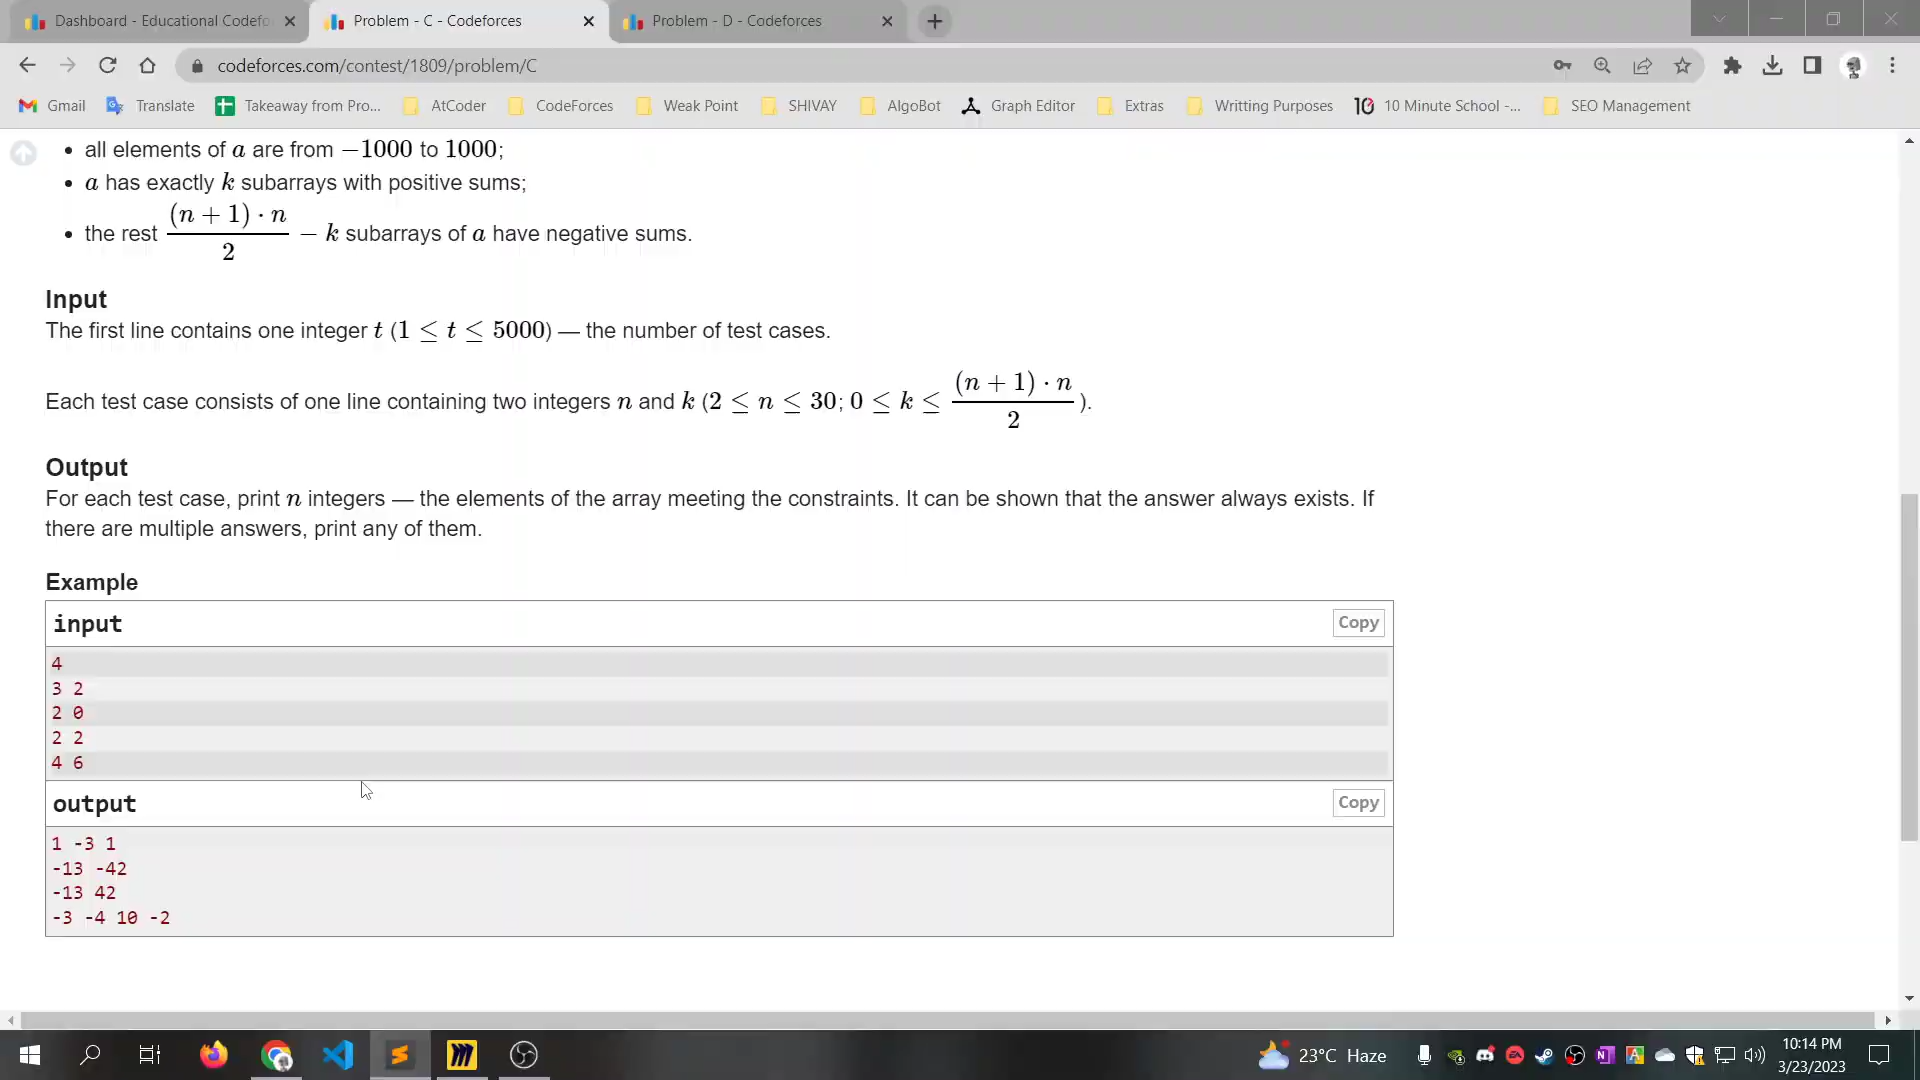 Dashboard - Educational Codefo
Problem - C - Codeforces
Problem - D - Codeforces
codeforces.com/contest/1809/problem/C
Gmail
Translate
Takeaway from Pro...
AtCoder
CodeForces
Weak Point
SHIVAY
AlgoBot
Graph Editor
Extras
Writting Purposes
10 Minute School -...
SEO Management
• all elements of a are from −1000 to 1000;
• a has exactly k subarrays with positive sums;
• the rest (n + 1) · n / 2 − k subarrays of a have negative sums.
Input
The first line contains one integer t (1 ≤ t ≤ 5000) — the number of test cases.
Each test case consists of one line containing two integers n and k (2 ≤ n ≤ 30; 0 ≤ k ≤ (n + 1) · n / 2).
Output
For each test case, print n integers — the elements of the array meeting the constraints. It can be shown that the answer always exists. If
there are multiple answers, print any of them.
Example
input
Copy
4
3 2
2 0
2 2
4 6
output
Copy
1 -3 1
-13 -42
-13 42
-3 -4 10 -2
23°C Haze
10:14 PM
3/23/2023